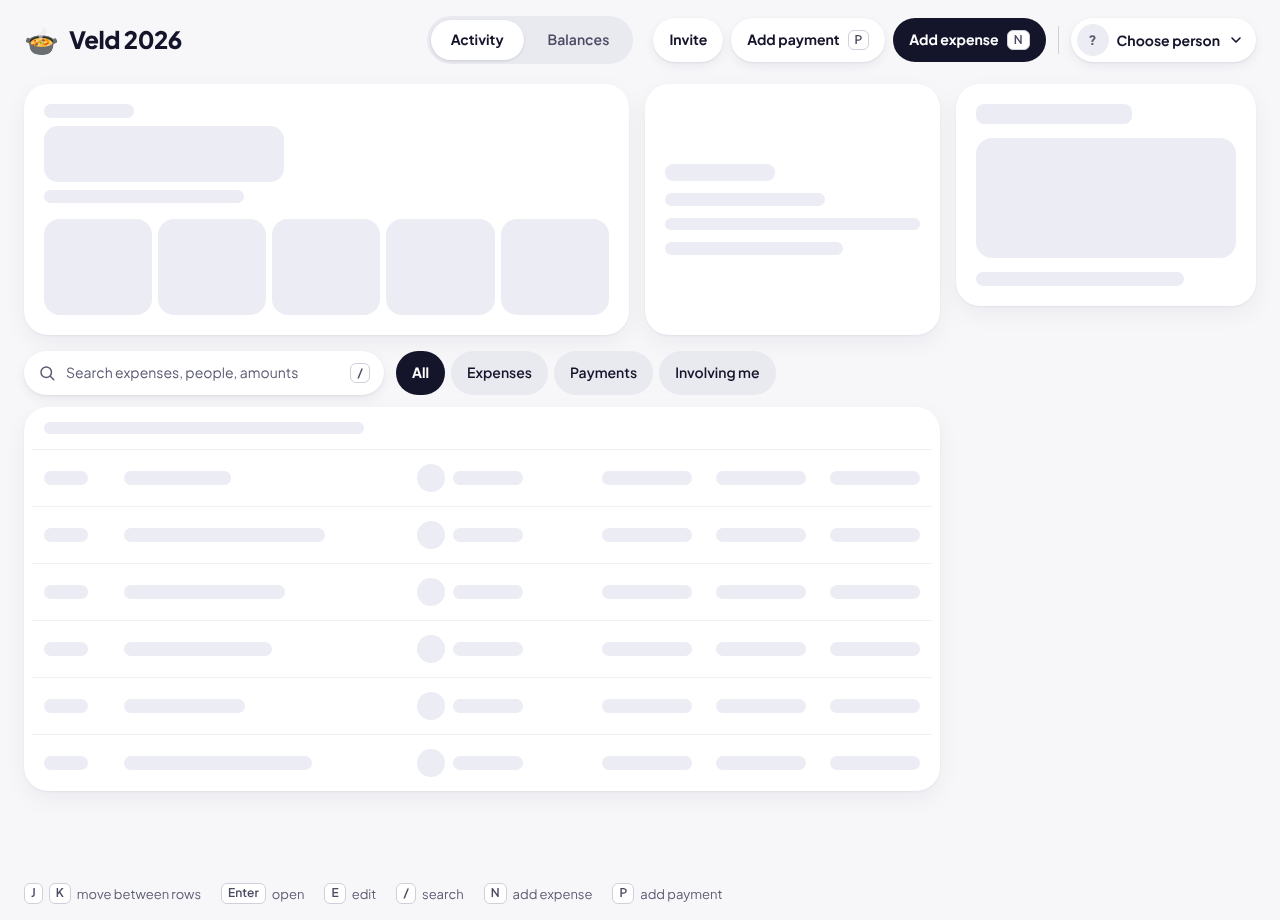 Veld 2026
Activity Balances Invite Add payment P Add expense N ? Choose person
Search expenses, people, amounts / All Expenses Payments Involving me
J K move between rows Enter open E edit / search N add expense P add payment